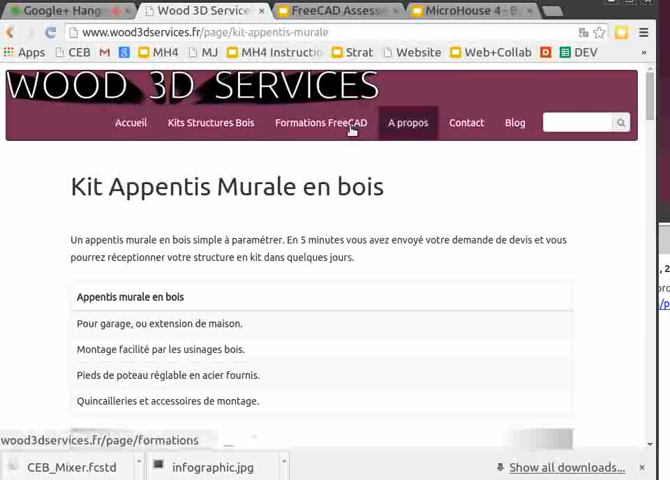 Google+ Hang
Wood 3D Service
FreeCAD Assess
MicroHouse 4 - B
www.wood3dservices.fr/page/kit-appentis-murale
Apps CEB MH4 MJ MH4 Instructio Strat Website Web+Collab DEV
WOOD 3D SERVICES
Accueil Kits Structures Bois Formations FreeCAD A propos Contact Blog
Kit Appentis Murale en bois
Un appentis murale en bois simple à paramétrer. En 5 minutes vous avez envoyé votre demande de devis et vous
pourrez réceptionner votre structure en kit dans quelques jours.
Appentis murale en bois
Pour garage, ou extension de maison.
Montage facilité par les usinages bois.
Pieds de poteau réglable en acier fournis.
Quincailleries et accessoires de montage.
wood3dservices.fr/page/formations
CEB_Mixer.fcstd
infographic.jpg
Show all downloads...